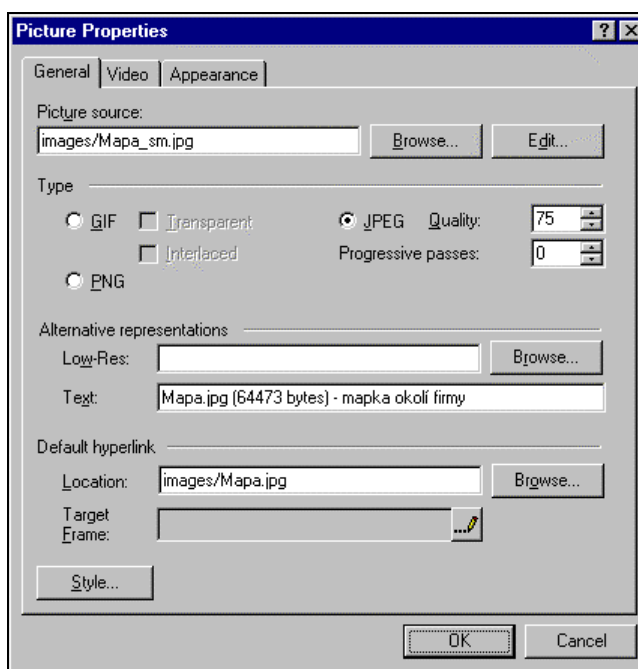 Picture Properties
General Video Appearance
Picture source:
images/Mapa_sm.jpg Browse... Edit...
Type
GIF Transparent JPEG Quality: 75
Interlaced Progressive passes: 0
PNG
Alternative representations
Low-Res: Browse...
Text: Mapa.jpg (64473 bytes) - mapka okolí firmy
Default hyperlink
Location: images/Mapa.jpg Browse...
Target
Frame:
Style...
OK Cancel